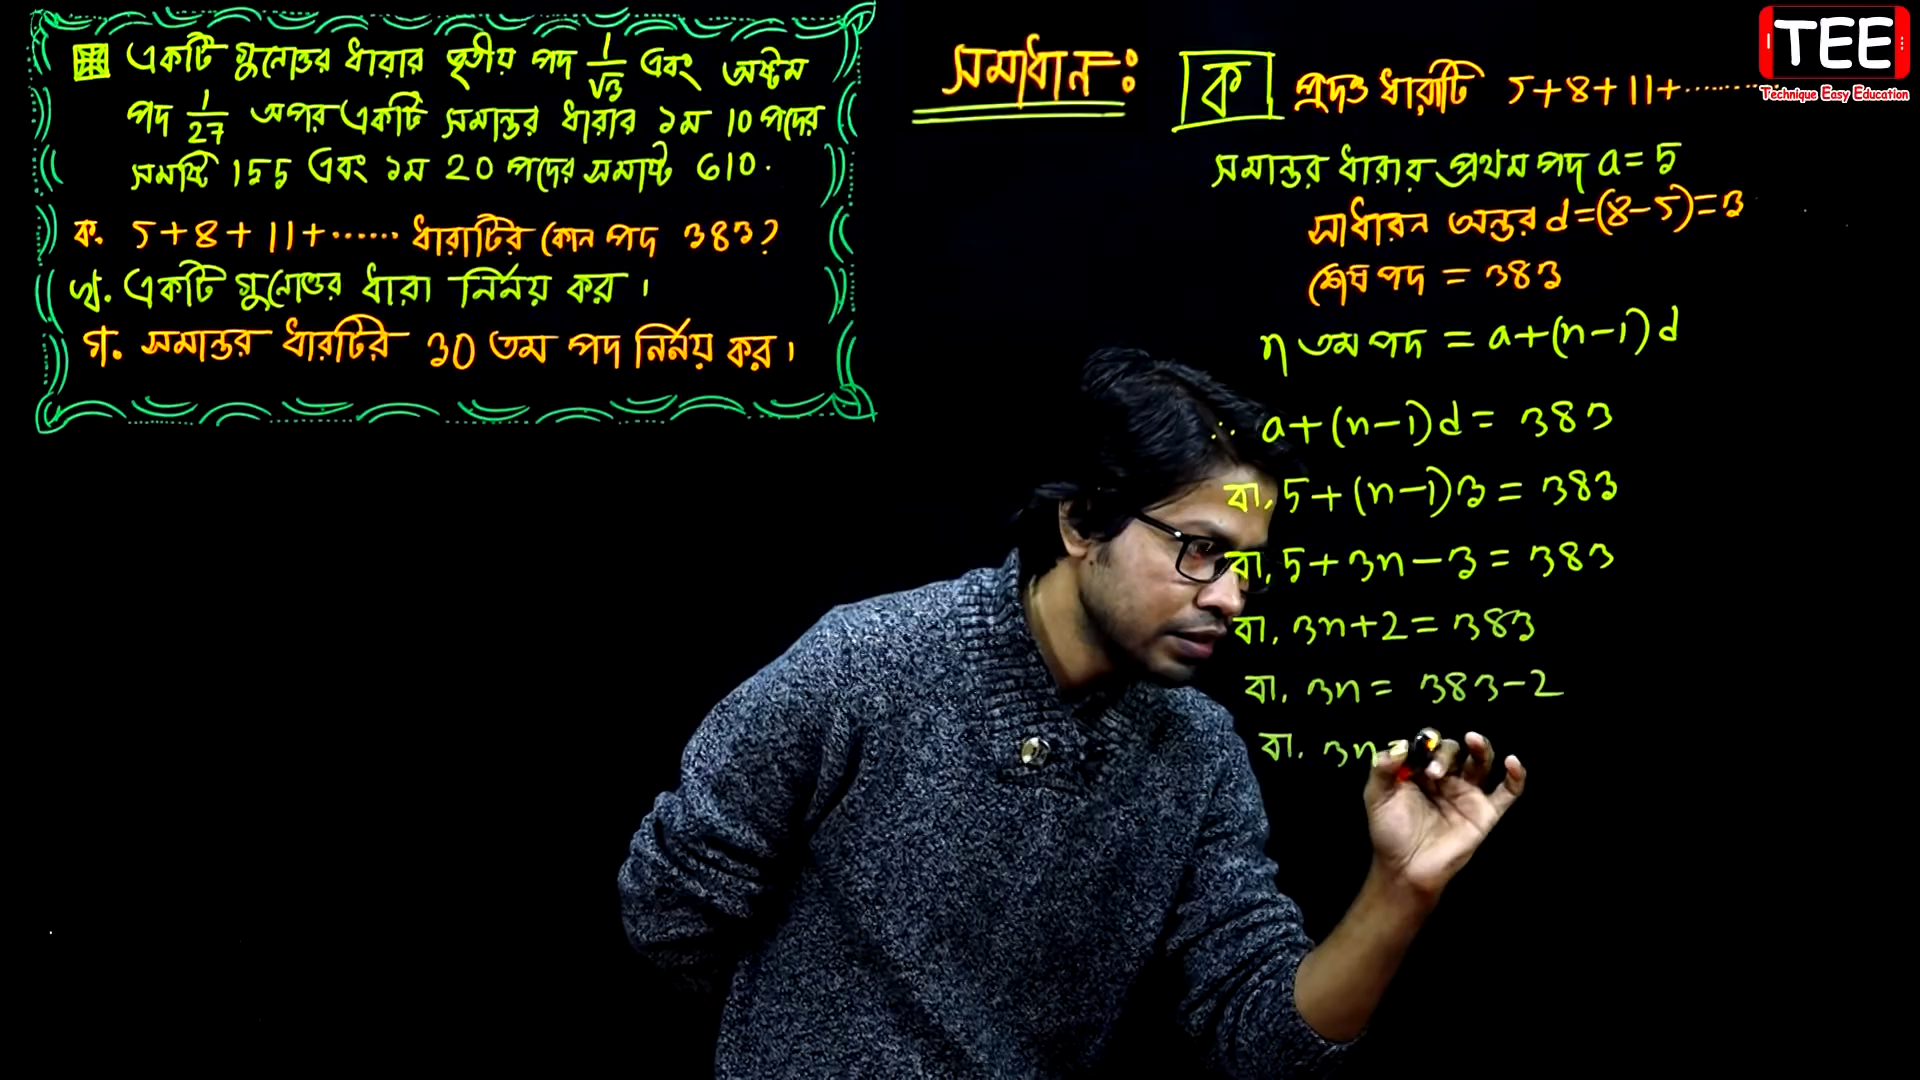 একটি গুনোত্তর ধারার তৃতীয় পদ 1/√3 এবং অষ্টম
পদ 1/27 অপর একটি সমান্তর ধারার ১ম 10 পদের
সমষ্টি 155 এবং ১ম 20 পদের সমষ্টি 610.
ক. 5+8+11+...... ধারাটির কোন পদ 383?
খ. একটি গুনোত্তর ধারা নির্নয় কর।
গ. সমান্তর ধারটির 30 তম পদ নির্নয় কর।
সমাধান:
ক প্রদত্ত ধারাটি 5+8+11+.........
সমান্তর ধারার প্রথম পদ a=5
সাধারন অন্তর d=(8-5)=3
শেষ পদ = 383
n তম পদ = a+(n-1)d
∴ a+(n-1)d = 383
বা, 5+(n-1)3 = 383
বা, 5+3n-3 = 383
বা, 3n+2 = 383
বা, 3n = 383-2
বা, 3n=
TEE
Technique Easy Education